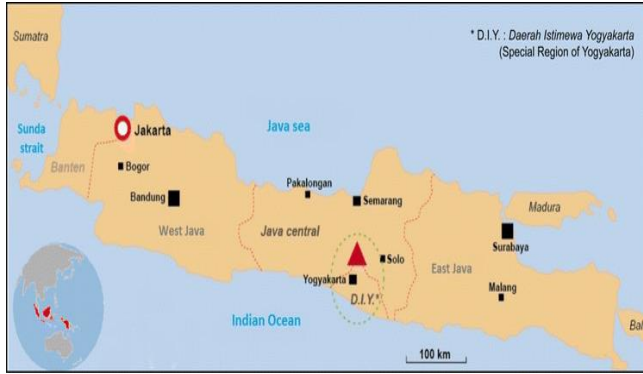 * D.I.Y. : Daerah Istimewa Yogyakarta
(Special Region of Yogyakarta)
Sumatra
Sunda
strait
Java sea
Jakarta
Banten
Bogor
Bandung
West Java
Pakalongan
Semarang
Java central
Madura
Surabaya
Solo
East Java
Yogyakarta
D.I.Y.*
Malang
Indian Ocean
Bal
100 km